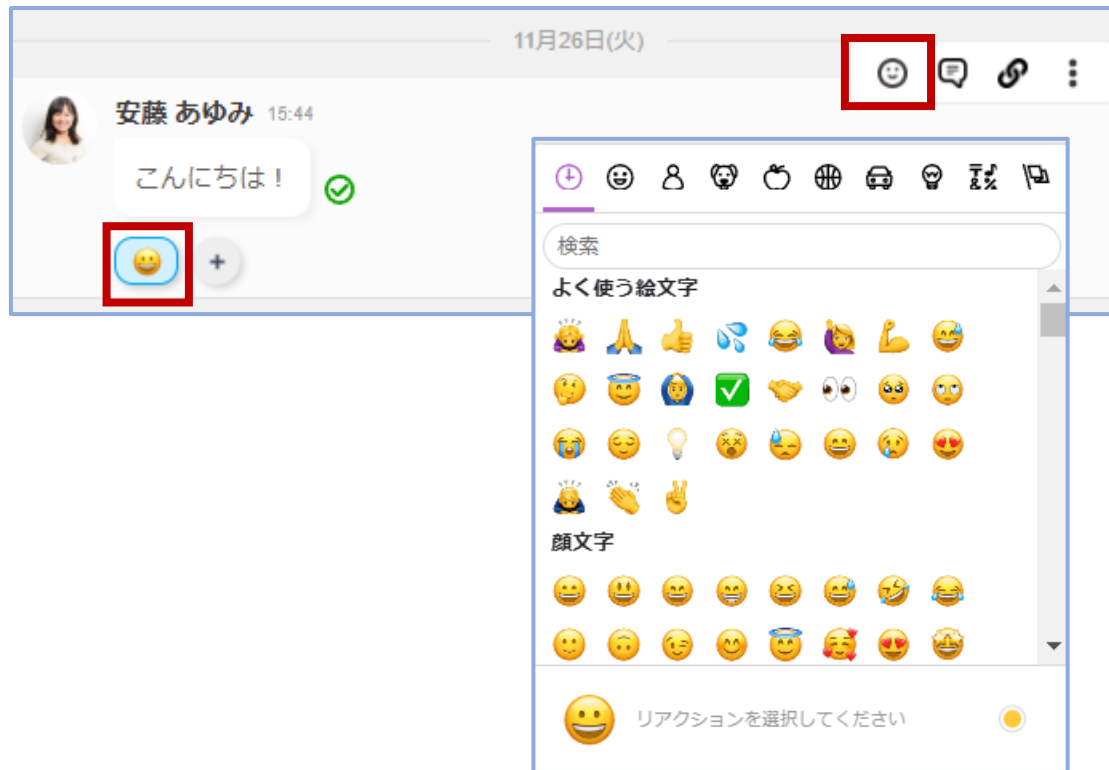 11月26日(火)
安藤 あゆみ 15:44
こんにちは！
検索
よく使う絵文字
顔文字
リアクションを選択してください